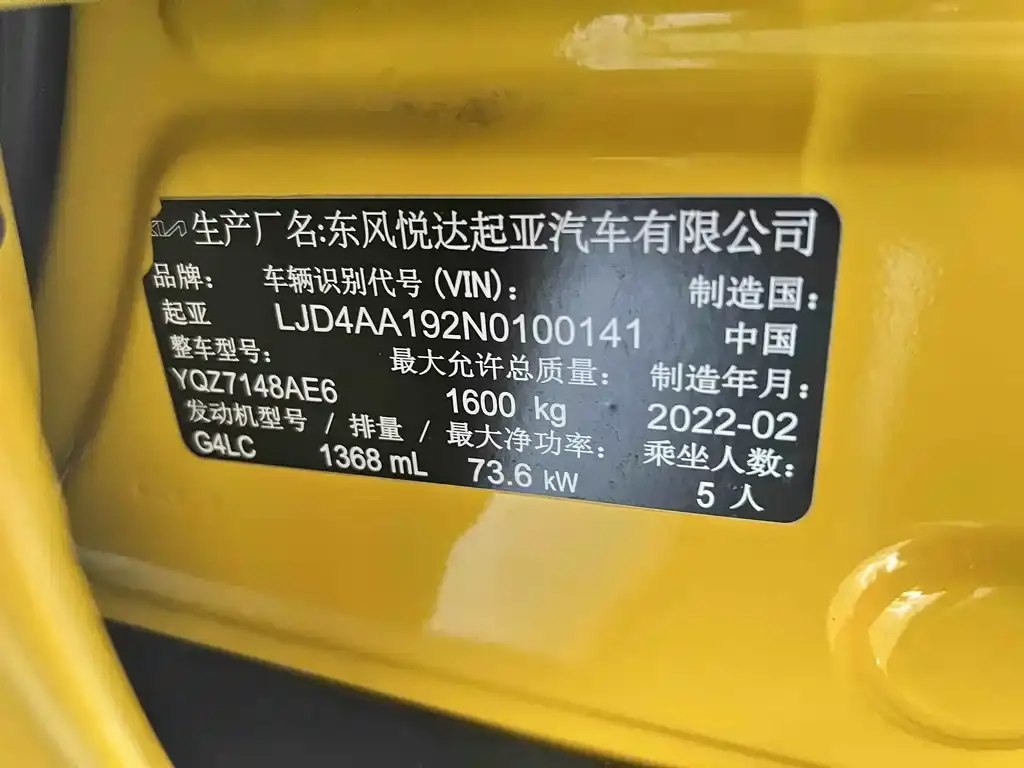 KIA 生产厂名:东风悦达起亚汽车有限公司
品牌: 车辆识别代号(VIN): 制造国:
起亚 LJD4AA192N0100141 中国
整车型号: 最大允许总质量: 制造年月:
YQZ7148AE6 1600 kg 2022-02
发动机型号 / 排量 / 最大净功率: 乘坐人数:
G4LC 1368 mL 73.6 kW 5 人